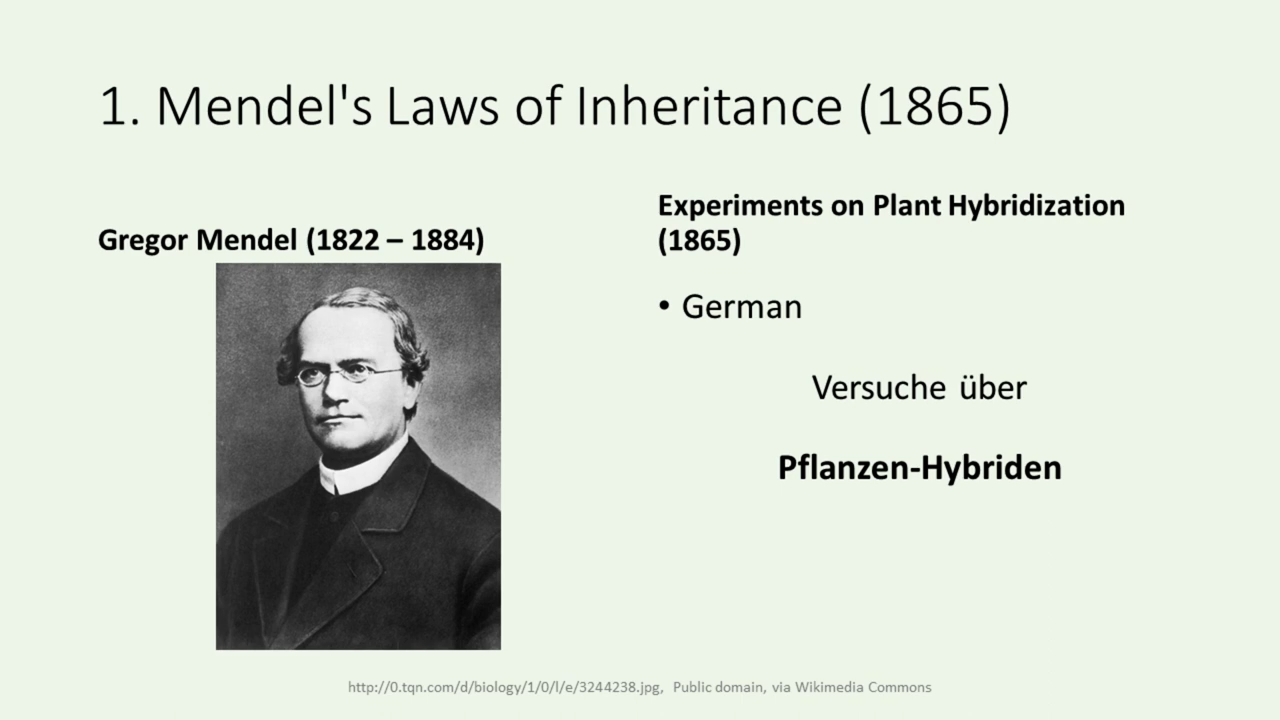 1. Mendel's Laws of Inheritance (1865)
Gregor Mendel (1822 – 1884)
Experiments on Plant Hybridization
(1865)
• German
Versuche über
Pflanzen-Hybriden
http://0.tqn.com/d/biology/1/0/l/e/3244238.jpg, Public domain, via Wikimedia Commons